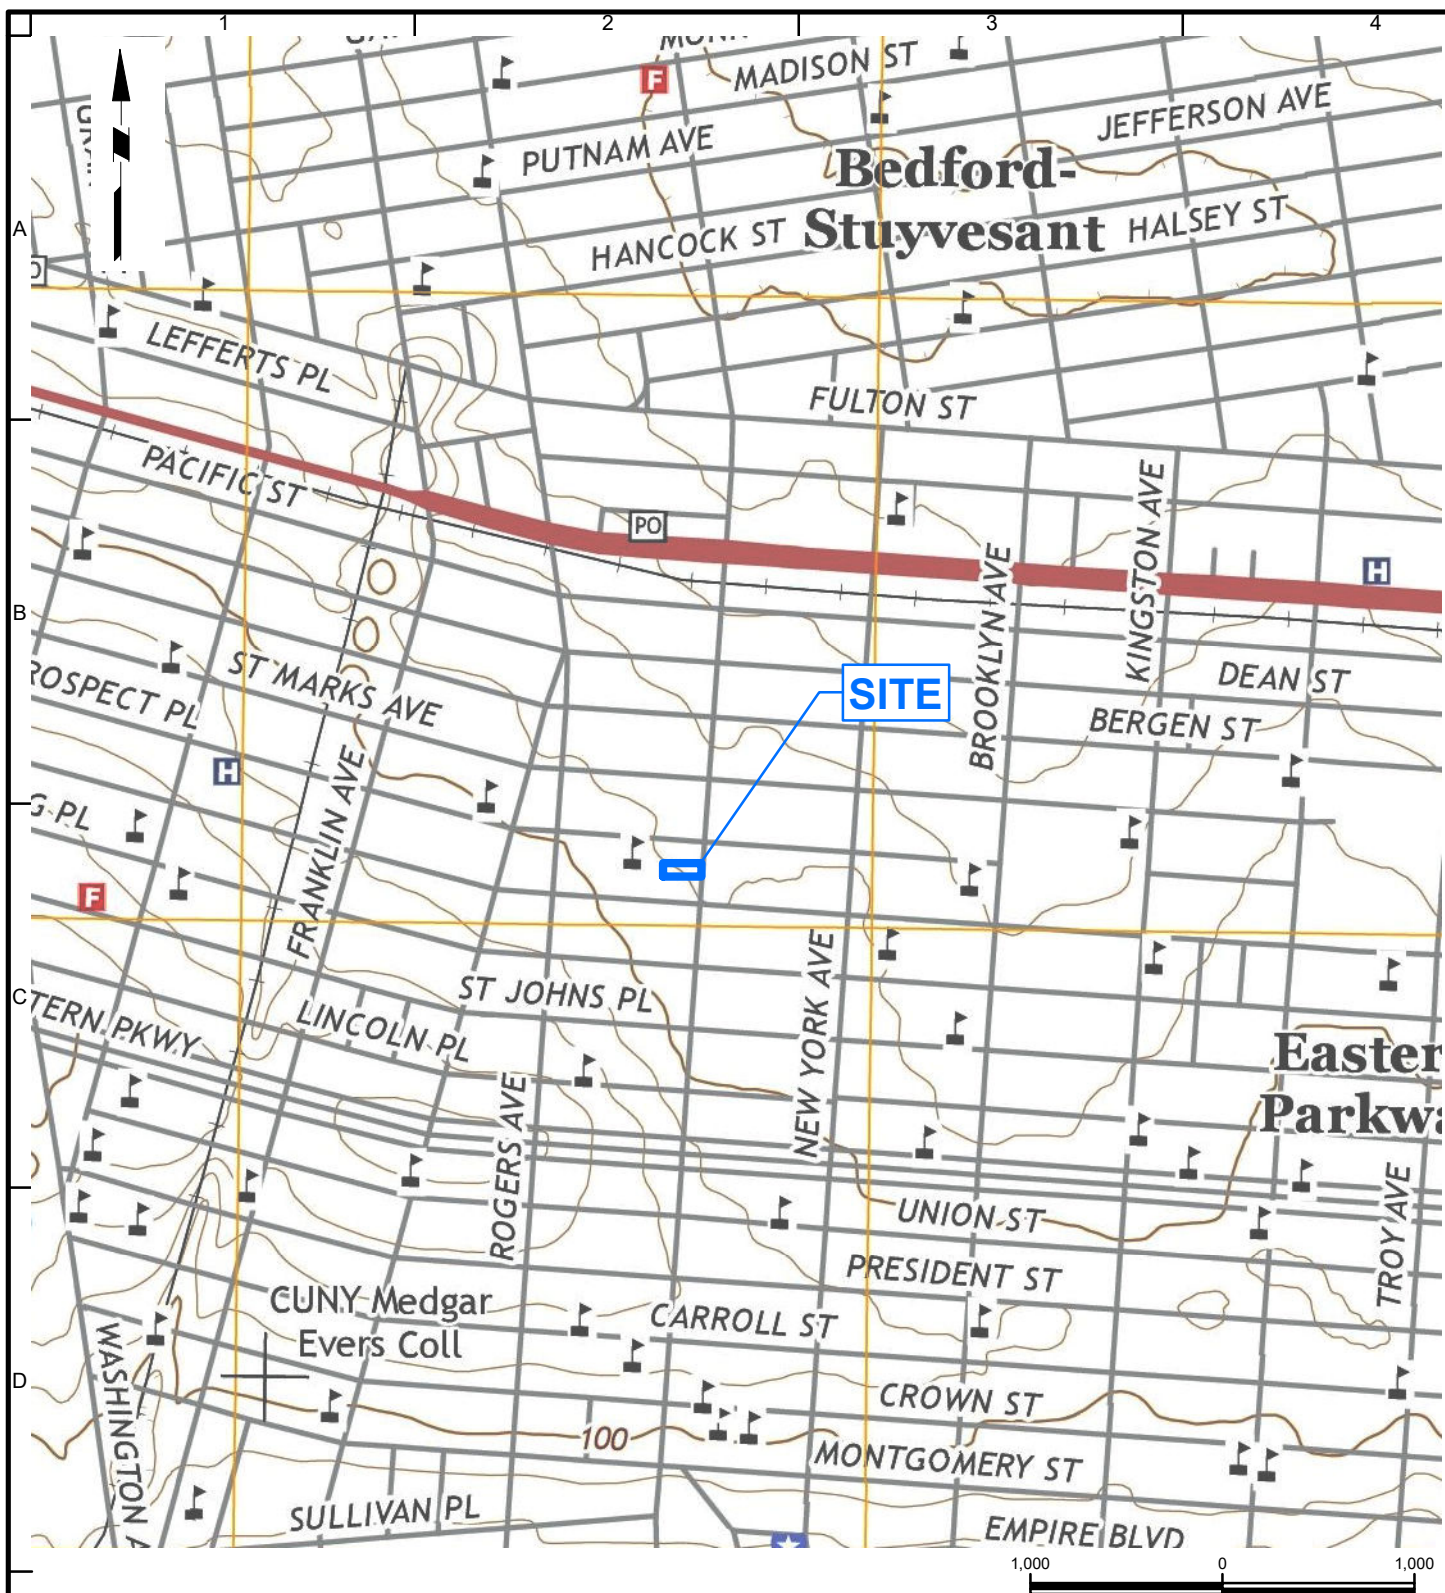 1 2 3 4
MADISON ST
F
JEFFERSON AVE
PUTNAM AVE
Bedford-
Stuyvesant
A
HALSEY ST
HANCOCK ST
LEFFERTS PL
FULTON ST
PACIFIC ST
PO
KINGSTON AVE
H
BROOKLYN AVE
B
ST MARKS AVE
DEAN ST
ROSPECT PL
SITE
BERGEN ST
H
FRANKLIN AVE
G PL
F
NEW YORK AVE
C
ST JOHNS PL
LINCOLN PL
TERN PKWY
Easter
Parkwa
ROGERS AVE
TROY AVE
UNION ST
PRESIDENT ST
CUNY Medgar
Evers Coll
CARROLL ST
WASHINGTON A
D
CROWN ST
100
MONTGOMERY ST
SULLIVAN PL
EMPIRE BLVD
1,000 0 1,000